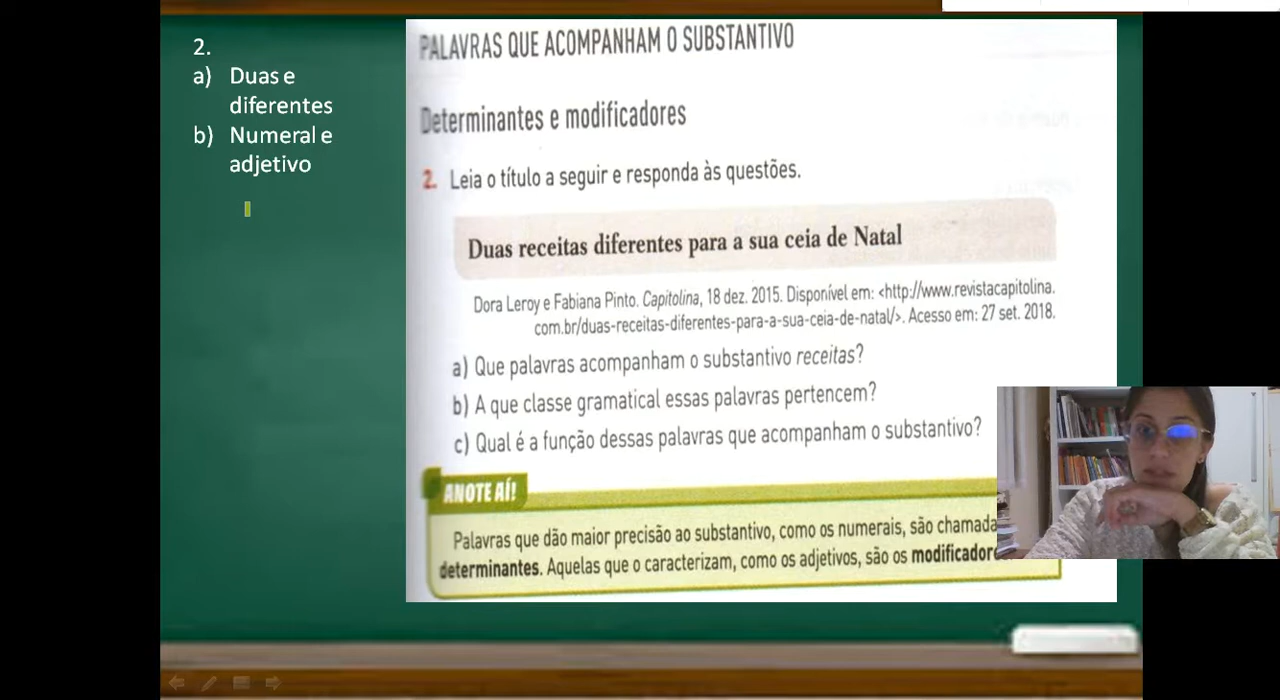 2.
a) Duas e
diferentes
b) Numeral e
adjetivo
PALAVRAS QUE ACOMPANHAM O SUBSTANTIVO
Determinantes e modificadores
2. Leia o título a seguir e responda às questões.
Duas receitas diferentes para a sua ceia de Natal
Dora Leroy e Fabiana Pinto. Capitolina, 18 dez. 2015. Disponível em: <http://www.revistacapitolina.
com.br/duas-receitas-diferentes-para-a-sua-ceia-de-natal/>. Acesso em: 27 set. 2018.
a) Que palavras acompanham o substantivo receitas?
b) A que classe gramatical essas palavras pertencem?
c) Qual é a função dessas palavras que acompanham o substantivo?
ANOTE AÍ!
Palavras que dão maior precisão ao substantivo, como os numerais, são chamada
determinantes. Aquelas que o caracterizam, como os adjetivos, são os modificador